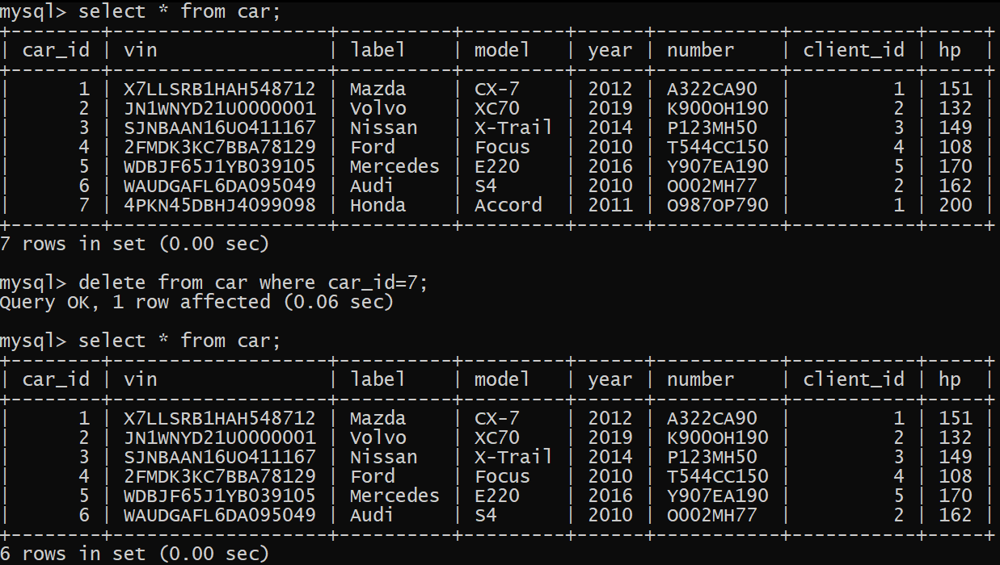 mysql> select * from car;
+--------+-------------------+----------+---------+------+-----------+-----------+-----+
| car_id | vin               | label    | model   | year | number    | client_id | hp  |
+--------+-------------------+----------+---------+------+-----------+-----------+-----+
|      1 | X7LLSRB1HAH548712 | Mazda    | CX-7    | 2012 | A322CA90  |         1 | 151 |
|      2 | JN1WNYD21U0000001 | Volvo    | XC70    | 2019 | K900OH190 |         2 | 132 |
|      3 | SJNBAAN16UO411167 | Nissan   | X-Trail | 2014 | P123MH50  |         3 | 149 |
|      4 | 2FMDK3KC7BBA78129 | Ford     | Focus   | 2010 | T544CC150 |         4 | 108 |
|      5 | WDBJF65J1YB039105 | Mercedes | E220    | 2016 | Y907EA190 |         5 | 170 |
|      6 | WAUDGAFL6DA095049 | Audi     | S4      | 2010 | O002MH77  |         2 | 162 |
|      7 | 4PKN45DBHJ4099098 | Honda    | Accord  | 2011 | O987OP790 |         1 | 200 |
+--------+-------------------+----------+---------+------+-----------+-----------+-----+
7 rows in set (0.00 sec)
mysql> delete from car where car_id=7;
Query OK, 1 row affected (0.06 sec)
mysql> select * from car;
+--------+-------------------+----------+---------+------+-----------+-----------+-----+
| car_id | vin               | label    | model   | year | number    | client_id | hp  |
+--------+-------------------+----------+---------+------+-----------+-----------+-----+
|      1 | X7LLSRB1HAH548712 | Mazda    | CX-7    | 2012 | A322CA90  |         1 | 151 |
|      2 | JN1WNYD21U0000001 | Volvo    | XC70    | 2019 | K900OH190 |         2 | 132 |
|      3 | SJNBAAN16UO411167 | Nissan   | X-Trail | 2014 | P123MH50  |         3 | 149 |
|      4 | 2FMDK3KC7BBA78129 | Ford     | Focus   | 2010 | T544CC150 |         4 | 108 |
|      5 | WDBJF65J1YB039105 | Mercedes | E220    | 2016 | Y907EA190 |         5 | 170 |
|      6 | WAUDGAFL6DA095049 | Audi     | S4      | 2010 | O002MH77  |         2 | 162 |
+--------+-------------------+----------+---------+------+-----------+-----------+-----+
6 rows in set (0.00 sec)